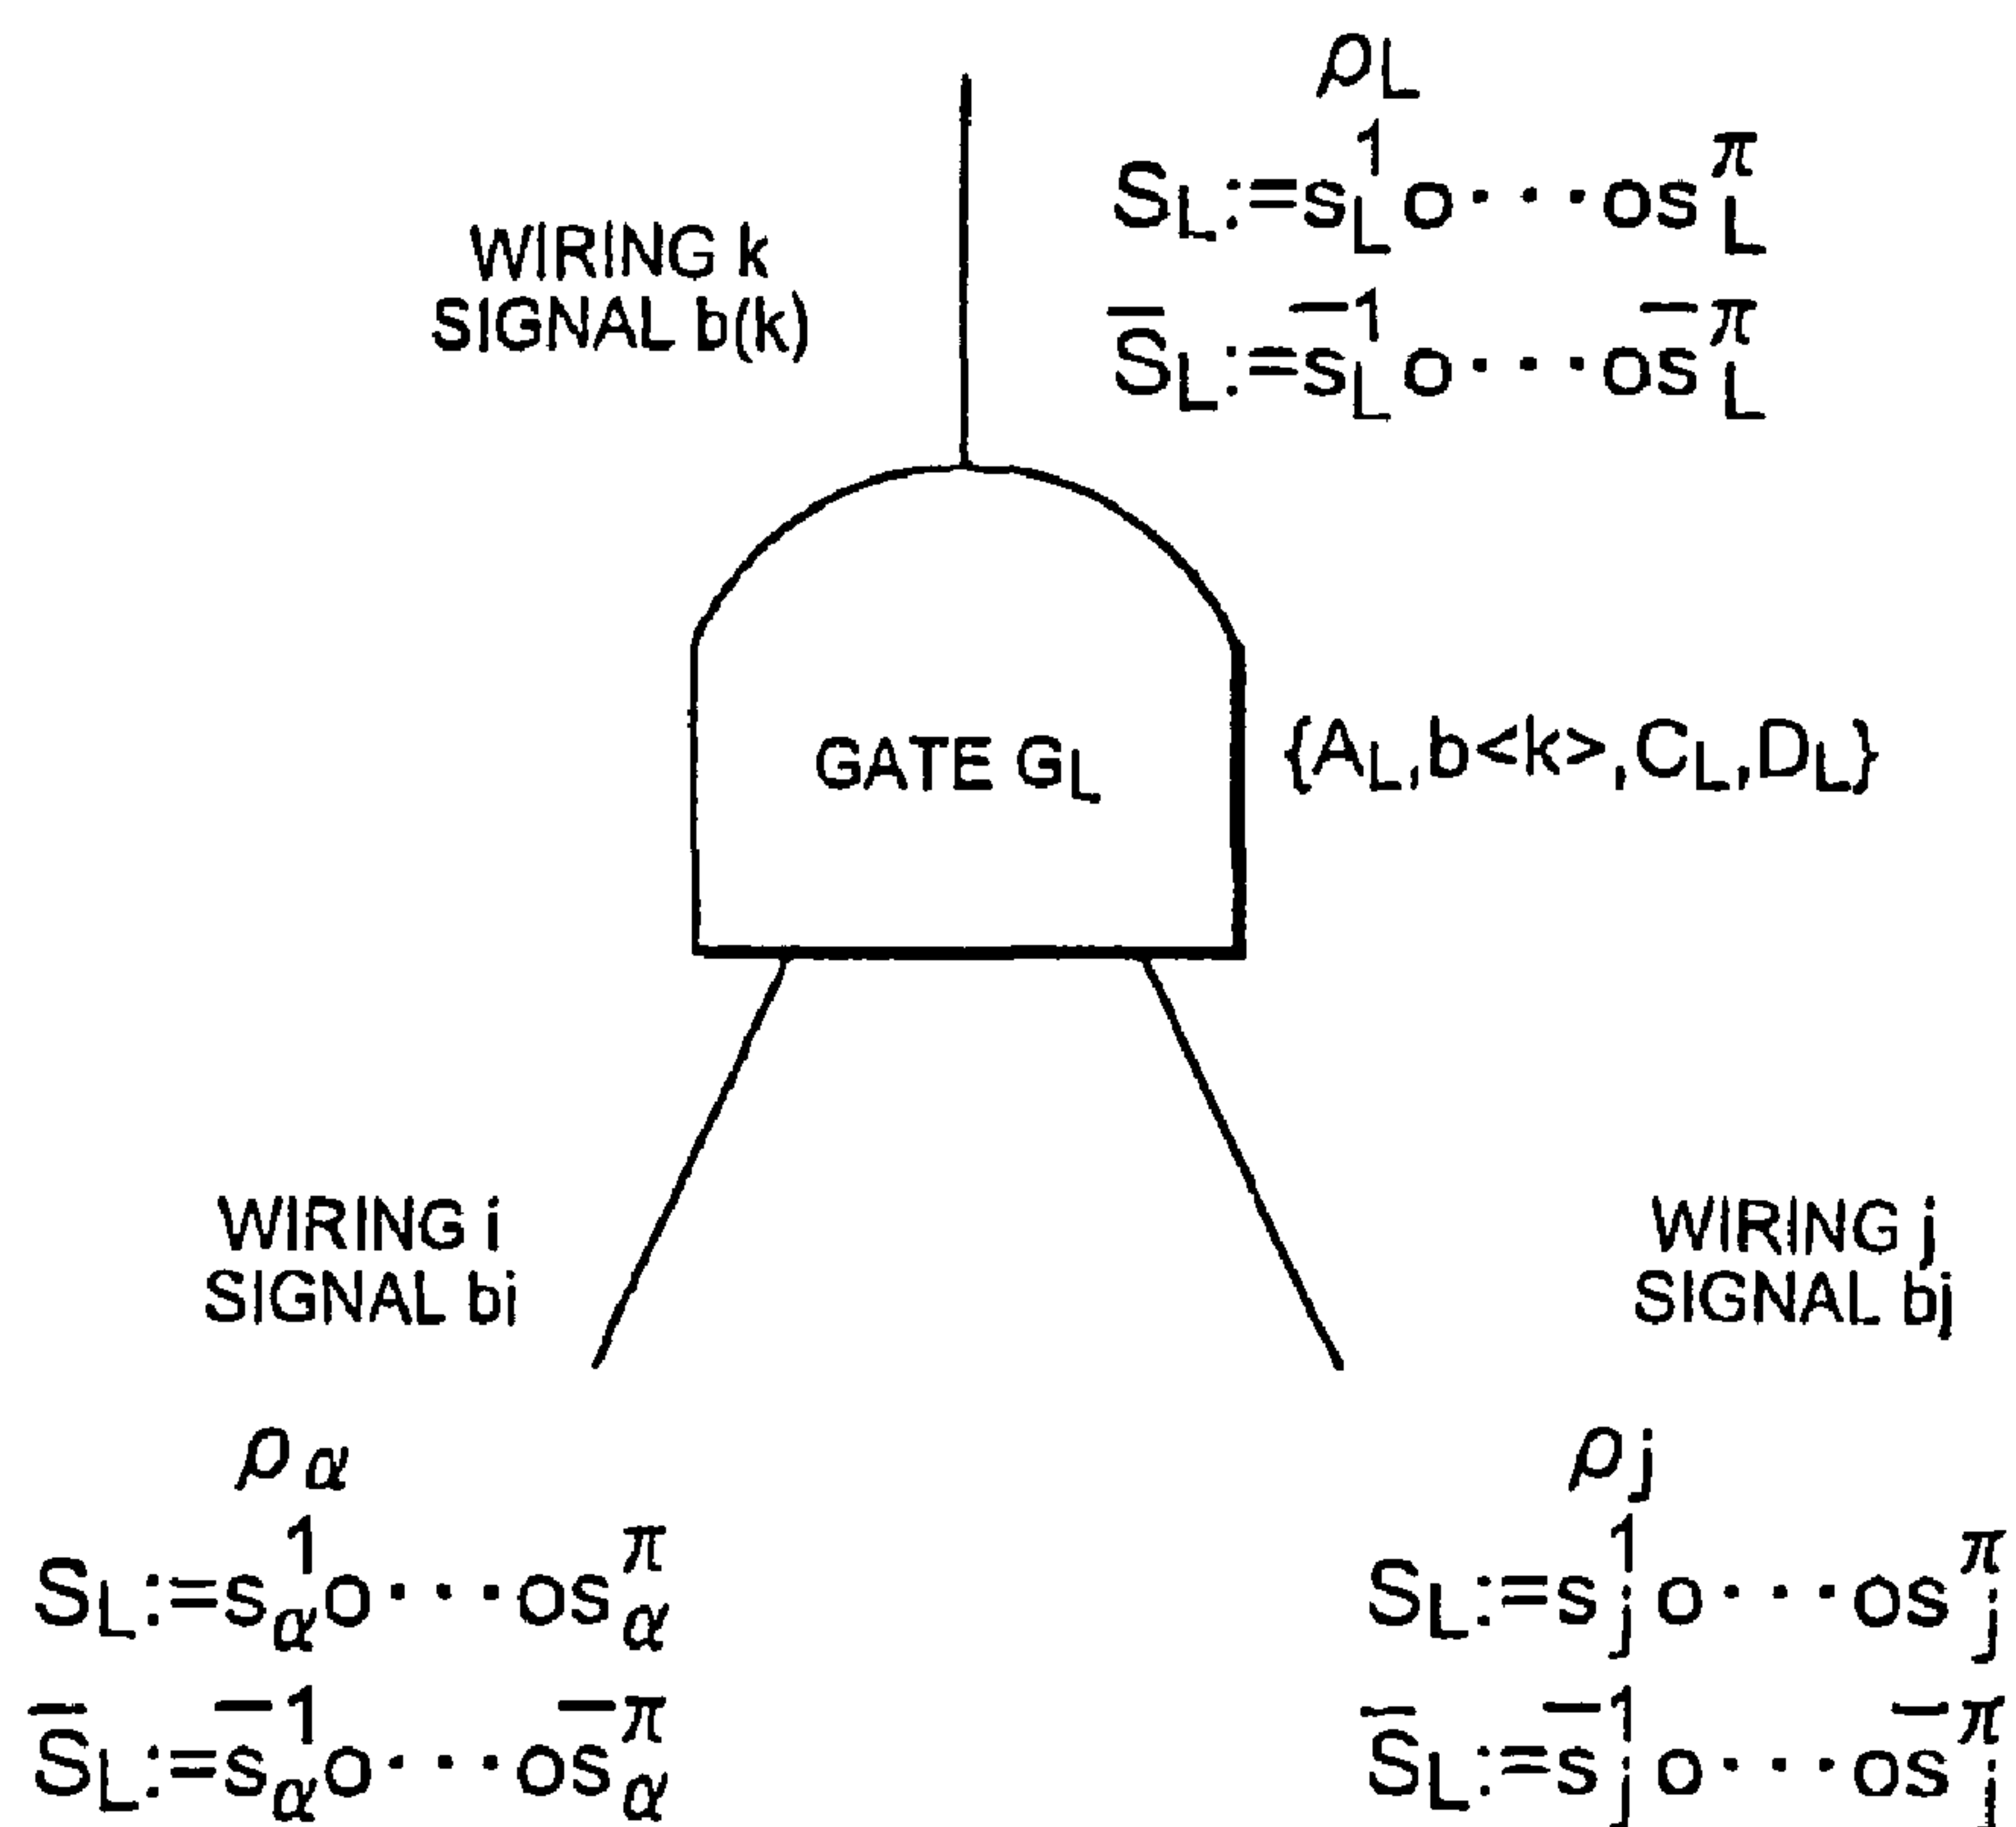 ρL
SL:=s¹Lo···osπL
S̅L:=s̅¹Lo···os̅πL
WIRING k
SIGNAL b(k)
GATE GL
{AL,b<k>,CL,DL}
WIRING i
SIGNAL bi
WIRING j
SIGNAL bj
ρα
SL:=s¹αo···osπα
S̅L:=s̅¹αo···os̅πα
ρj
SL:=s¹jo···osπj
S̅L:=s̅¹jo···os̅πj